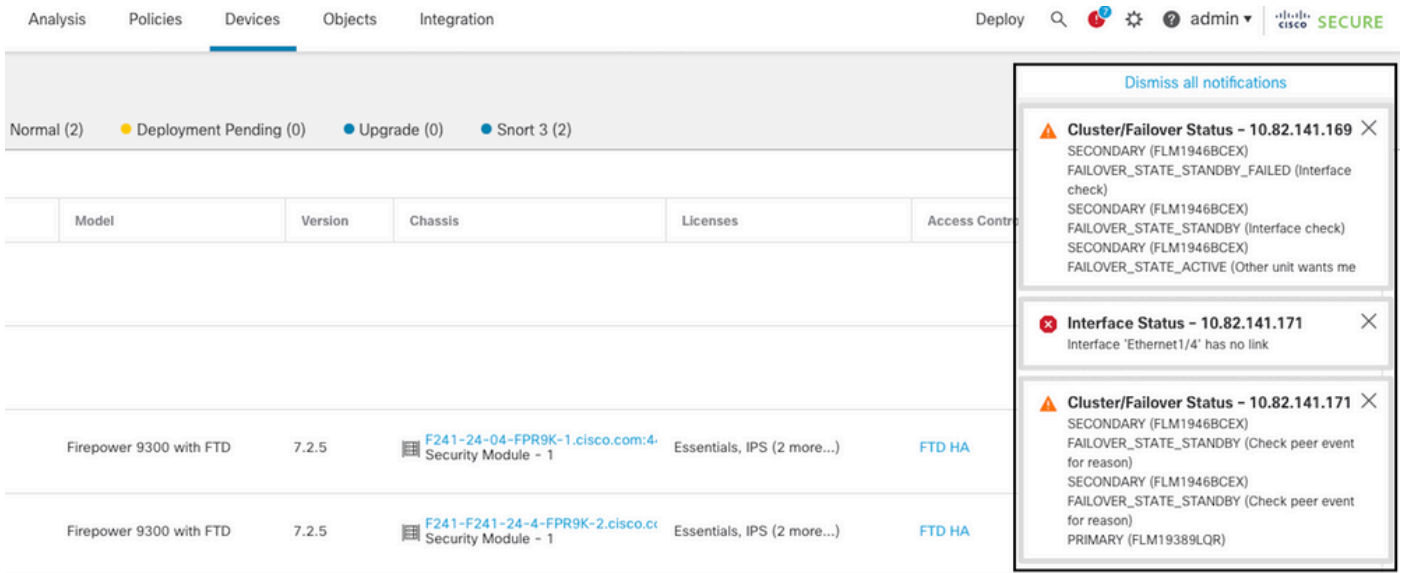 Analysis Policies Devices Objects Integration Deploy 7 admin cisco SECURE
Dismiss all notifications
Normal (2) Deployment Pending (0) Upgrade (0) Snort 3 (2)
Cluster/Failover Status - 10.82.141.169
SECONDARY (FLM1946BCEX)
FAILOVER_STATE_STANDBY_FAILED (Interface
check)
SECONDARY (FLM1946BCEX)
FAILOVER_STATE_STANDBY (Interface check)
SECONDARY (FLM1946BCEX)
FAILOVER_STATE_ACTIVE (Other unit wants me
Interface Status - 10.82.141.171
Interface 'Ethernet1/4' has no link
Cluster/Failover Status - 10.82.141.171
SECONDARY (FLM1946BCEX)
FAILOVER_STATE_STANDBY (Check peer event
for reason)
SECONDARY (FLM1946BCEX)
FAILOVER_STATE_STANDBY (Check peer event
for reason)
PRIMARY (FLM19389LQR)
Model Version Chassis Licenses Access Contro
Firepower 9300 with FTD 7.2.5 F241-24-04-FPR9K-1.cisco.com:4 Essentials, IPS (2 more...) FTD HA
Security Module - 1
Firepower 9300 with FTD 7.2.5 F241-F241-24-4-FPR9K-2.cisco.c Essentials, IPS (2 more...) FTD HA
Security Module - 1